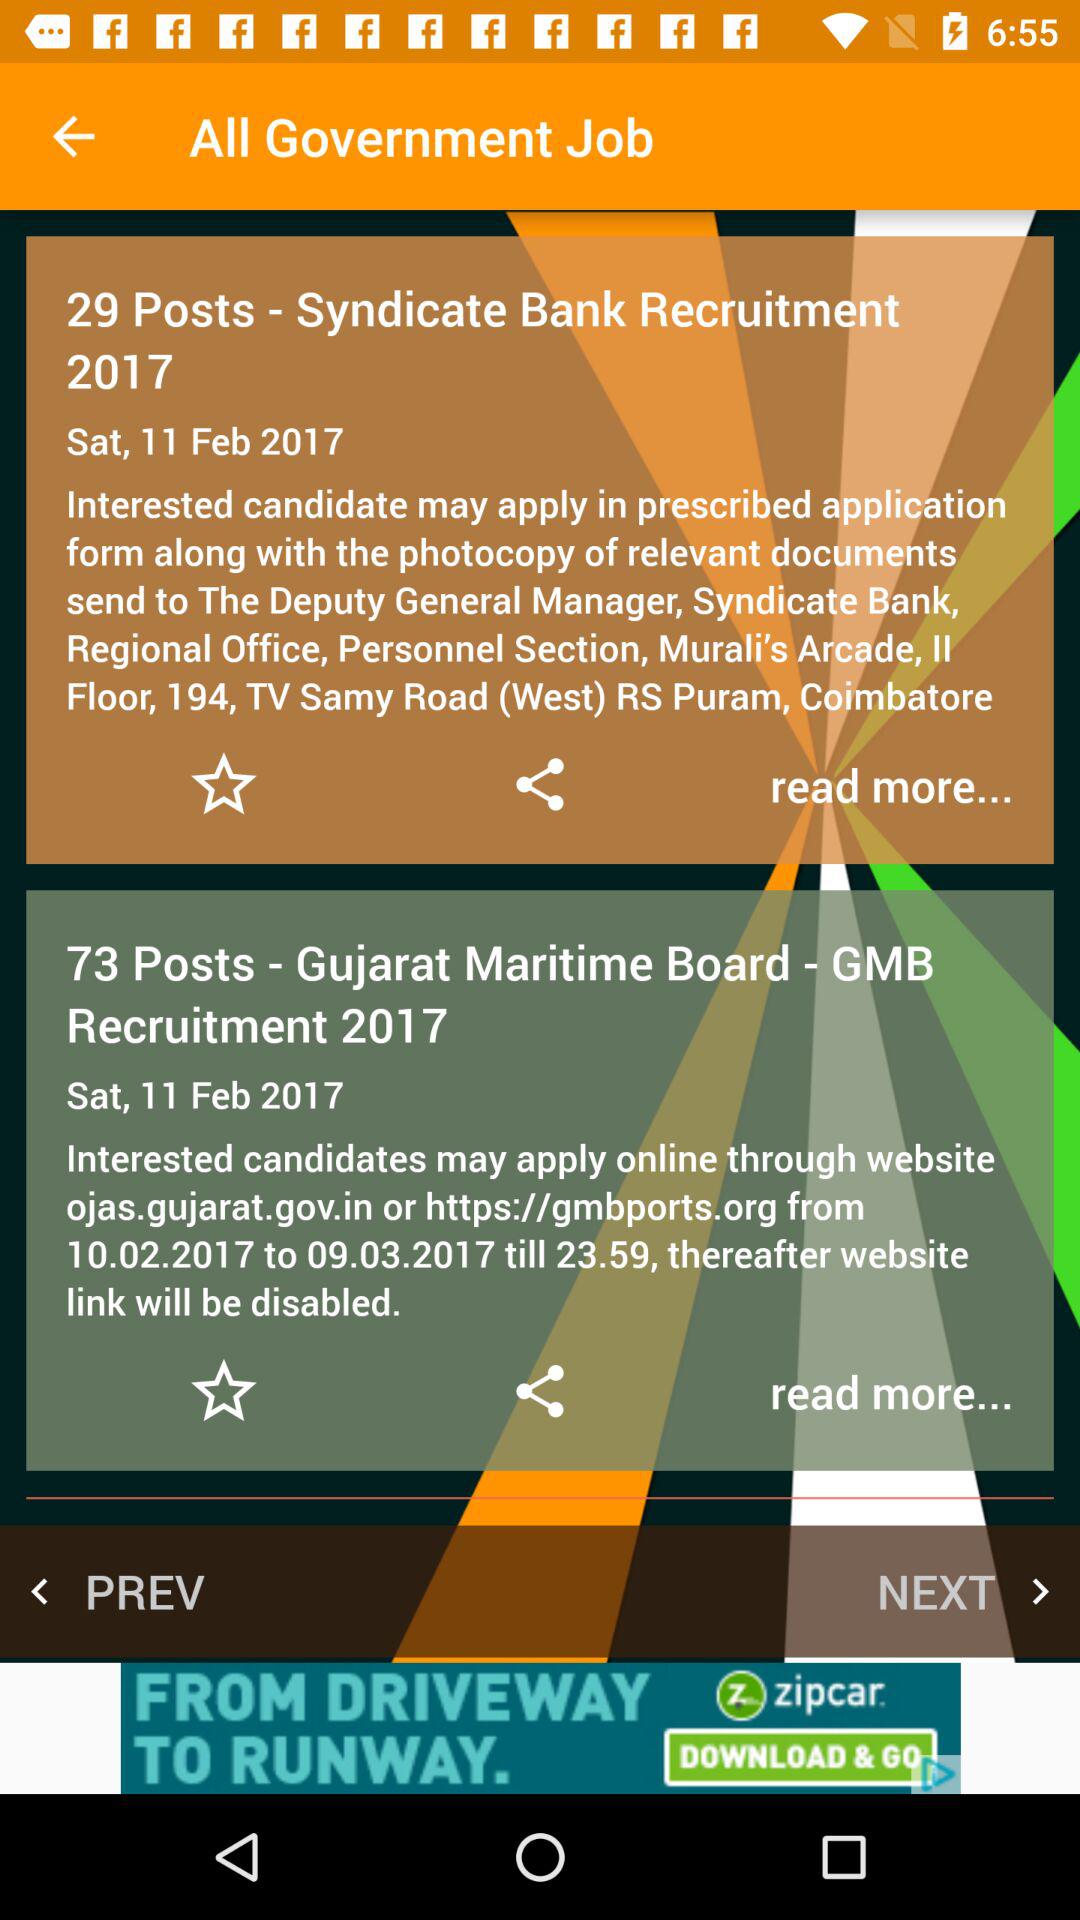 6:55
All Government Job
29 Posts - Syndicate Bank Recruitment
2017
Sat, 11 Feb 2017
Interested candidate may apply in prescribed application
form along with the photocopy of relevant documents
send to The Deputy General Manager, Syndicate Bank,
Regional Office, Personnel Section, Murali’s Arcade, II
Floor, 194, TV Samy Road (West) RS Puram, Coimbatore
read more...
73 Posts - Gujarat Maritime Board - GMB
Recruitment 2017
Sat, 11 Feb 2017
Interested candidates may apply online through website
ojas.gujarat.gov.in or https://gmbports.org from
10.02.2017 to 09.03.2017 till 23.59, thereafter website
link will be disabled.
read more...
PREV
NEXT
FROM DRIVEWAY
TO RUNWAY.
zipcar
DOWNLOAD & GO